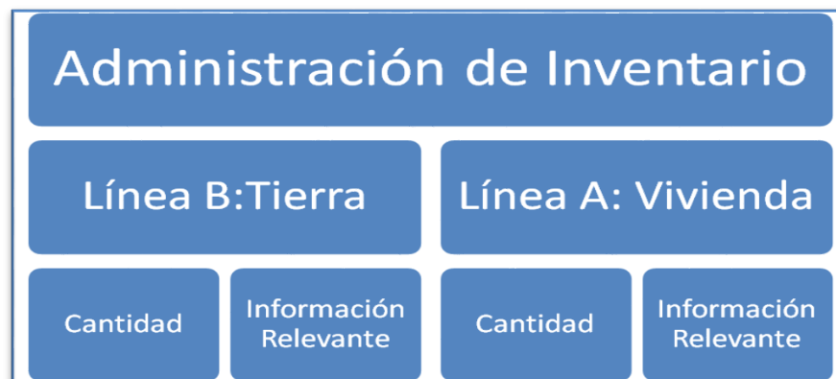 Administración de Inventario
Línea B:Tierra
Línea A: Vivienda
Cantidad
Información
Relevante
Cantidad
Información
Relevante